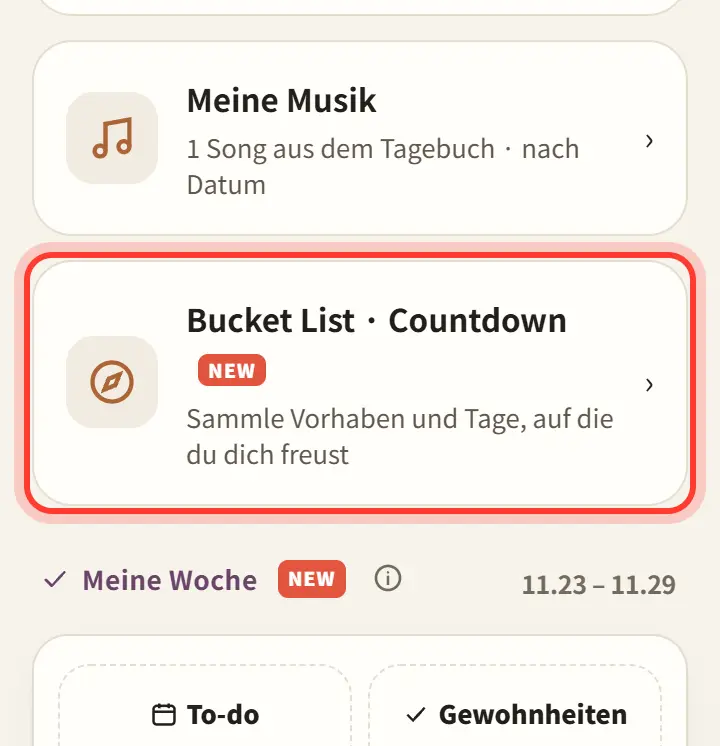 Meine Musik
1 Song aus dem Tagebuch · nach
Datum
Bucket List · Countdown
NEW
Sammle Vorhaben und Tage, auf die
du dich freust
Meine Woche NEW 11.23 – 11.29
To-do Gewohnheiten